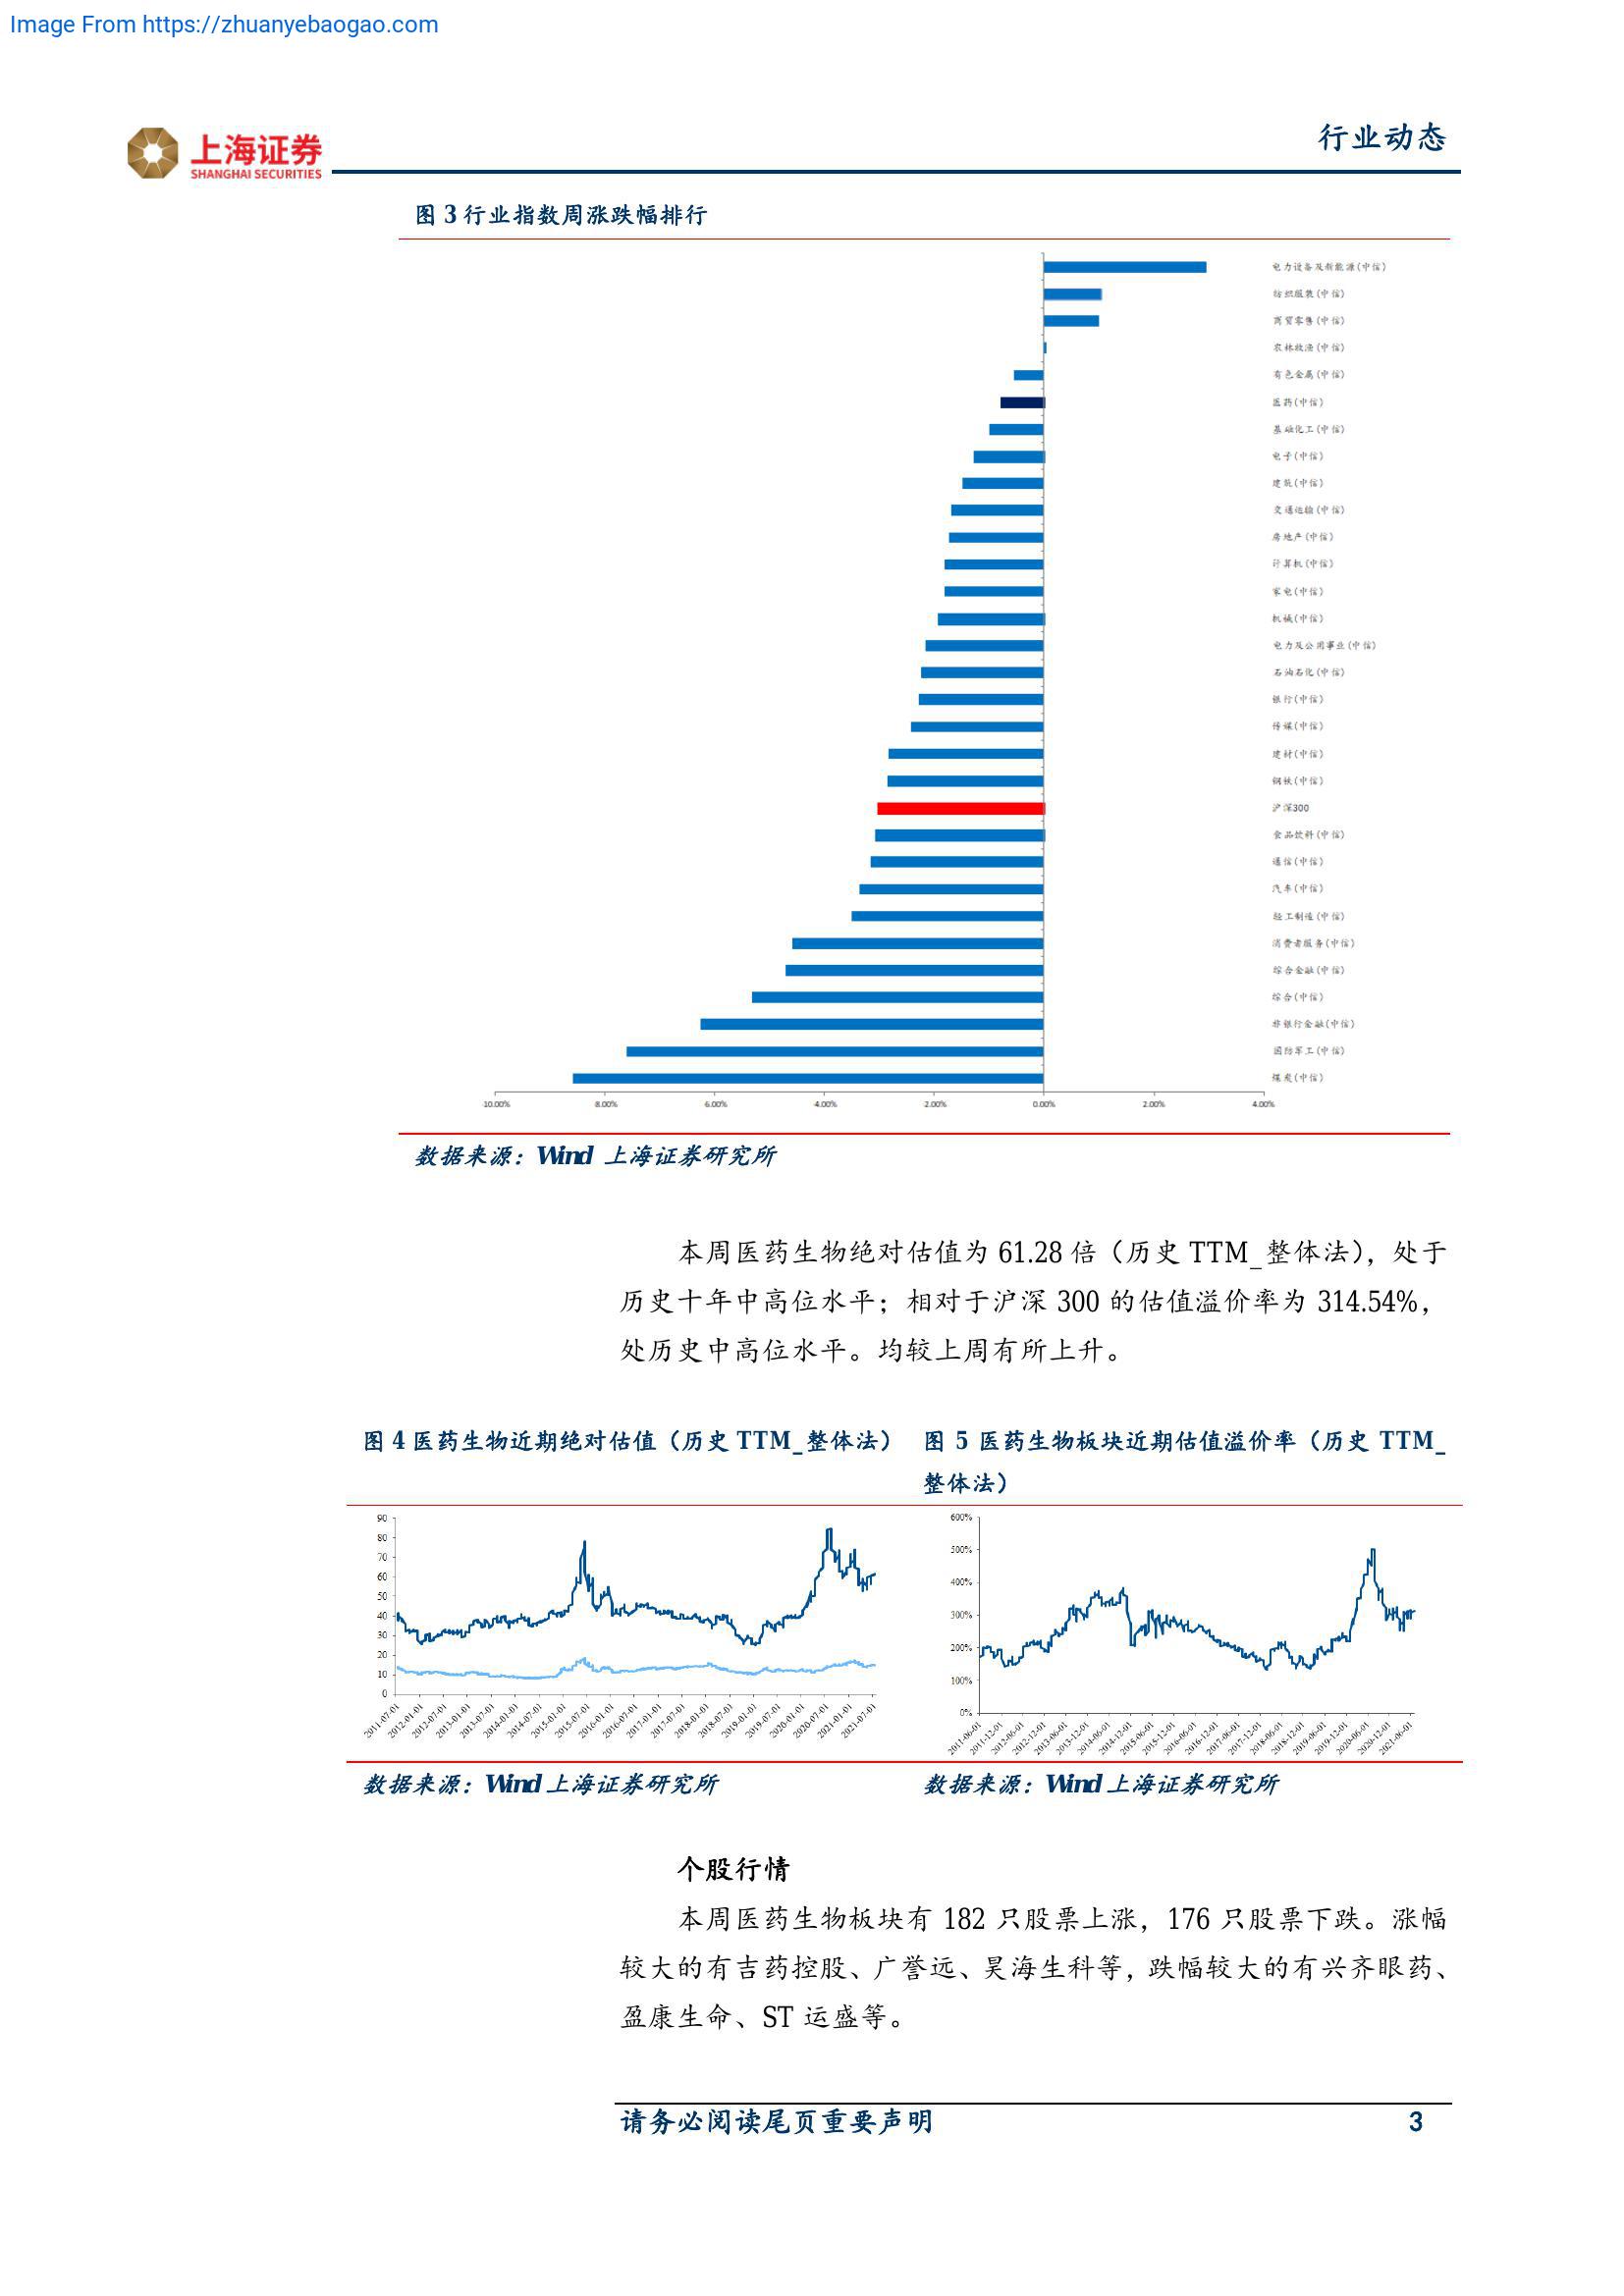 Image From https://zhuanyebaogao.com
上海证券
SHANGHAI SECURITIES
行业动态
图 3 行业指数周涨跌幅排行
电力设备及新能源(中信)
纺织服装(中信)
商贸零售(中信)
农林牧渔(中信)
有色金属(中信)
医药(中信)
基础化工(中信)
电子(中信)
建筑(中信)
交通运输(中信)
房地产(中信)
计算机(中信)
家电(中信)
机械(中信)
电力及公用事业(中信)
石油石化(中信)
银行(中信)
传媒(中信)
建材(中信)
钢铁(中信)
沪深300
食品饮料(中信)
通信(中信)
汽车(中信)
轻工制造(中信)
消费者服务(中信)
综合金融(中信)
综合(中信)
非银行金融(中信)
国防军工(中信)
煤炭(中信)
10.00% 8.00% 6.00% 4.00% 2.00% 0.00% 2.00% 4.00%
数据来源：Wind 上海证券研究所
本周医药生物绝对估值为 61.28 倍（历史 TTM_整体法），处于
历史十年中高位水平；相对于沪深 300 的估值溢价率为 314.54%，
处历史中高位水平。均较上周有所上升。
图 4 医药生物近期绝对估值（历史 TTM_整体法）
图 5 医药生物板块近期估值溢价率（历史 TTM_
整体法）
90
80
70
60
50
40
30
20
10
0
2011-07-01 2012-01-01 2012-07-01 2013-01-01 2013-07-01 2014-01-01 2014-07-01 2015-01-01 2015-07-01 2016-01-01 2016-07-01 2017-01-01 2017-07-01 2018-01-01 2018-07-01 2019-01-01 2019-07-01 2020-01-01 2020-07-01 2021-01-01 2021-07-01
600%
500%
400%
300%
200%
100%
0%
2011-06-01 2011-12-01 2012-06-01 2012-12-01 2013-06-01 2013-12-01 2014-06-01 2014-12-01 2015-06-01 2015-12-01 2016-06-01 2016-12-01 2017-06-01 2017-12-01 2018-06-01 2018-12-01 2019-06-01 2019-12-01 2020-06-01 2020-12-01 2021-06-01
数据来源：Wind 上海证券研究所
数据来源：Wind 上海证券研究所
个股行情
本周医药生物板块有 182 只股票上涨，176 只股票下跌。涨幅
较大的有吉药控股、广誉远、昊海生科等，跌幅较大的有兴齐眼药、
盈康生命、ST 运盛等。
请务必阅读尾页重要声明
3